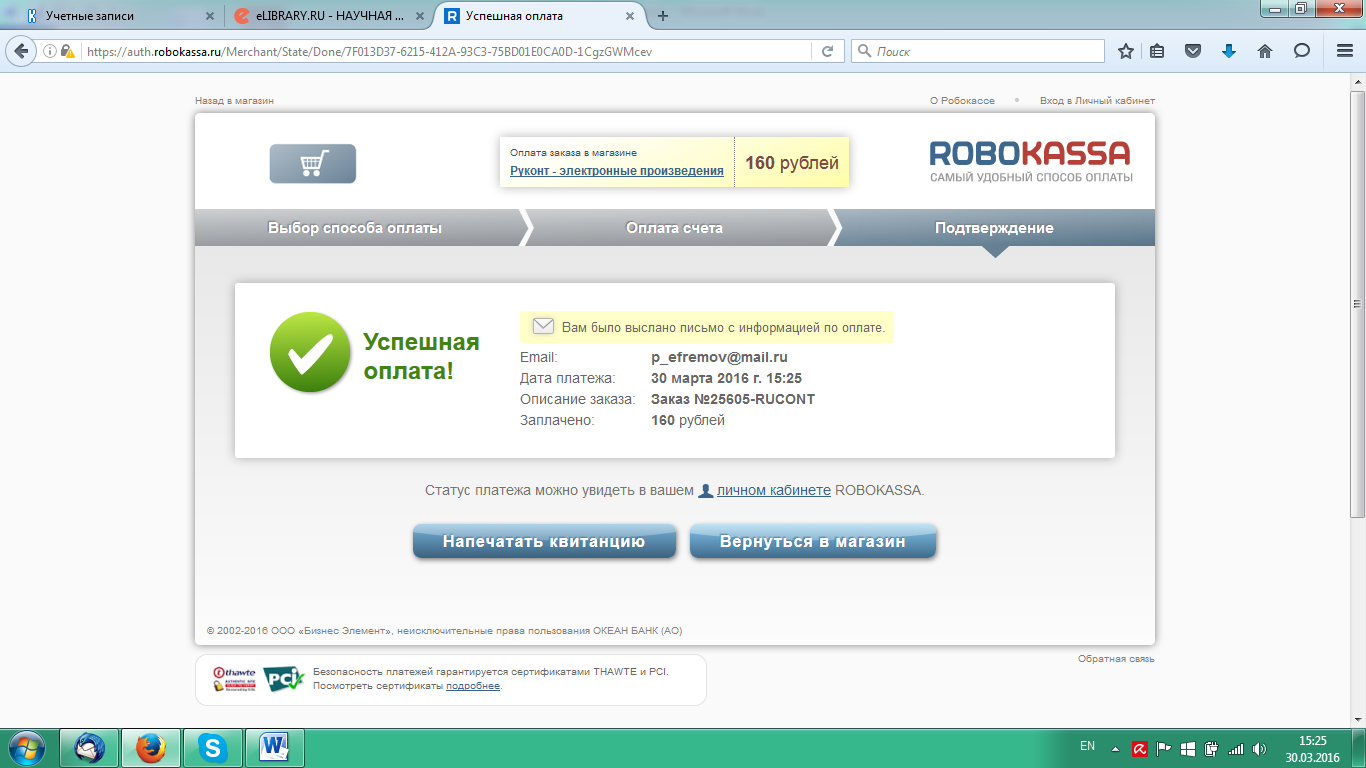 Учетные записи
eLIBRARY.RU - НАУЧНАЯ ...
Успешная оплата
https://auth.robokassa.ru/Merchant/State/Done/7F013D37-6215-412A-93C3-75BD01E0CA0D-1CgzGWMcev
Поиск
Назад в магазин
О Робокассе
Вход в Личный кабинет
Оплата заказа в магазине
Руконт - электронные произведения
160 рублей
ROBOKASSA
САМЫЙ УДОБНЫЙ СПОСОБ ОПЛАТЫ
Выбор способа оплаты
Оплата счета
Подтверждение
Успешная
оплата!
Вам было выслано письмо с информацией по оплате.
Email: p_efremov@mail.ru
Дата платежа: 30 марта 2016 г. 15:25
Описание заказа: Заказ №25605-RUCONT
Заплачено: 160 рублей
Статус платежа можно увидеть в вашем личном кабинете ROBOKASSA.
Напечатать квитанцию
Вернуться в магазин
© 2002-2016 ООО «Бизнес Элемент», неисключительные права пользования ОКЕАН БАНК (АО)
Обратная связь
thawte
PCI
Безопасность платежей гарантируется сертификатами THAWTE и PCI.
Посмотреть сертификаты подробнее.
EN
15:25
30.03.2016